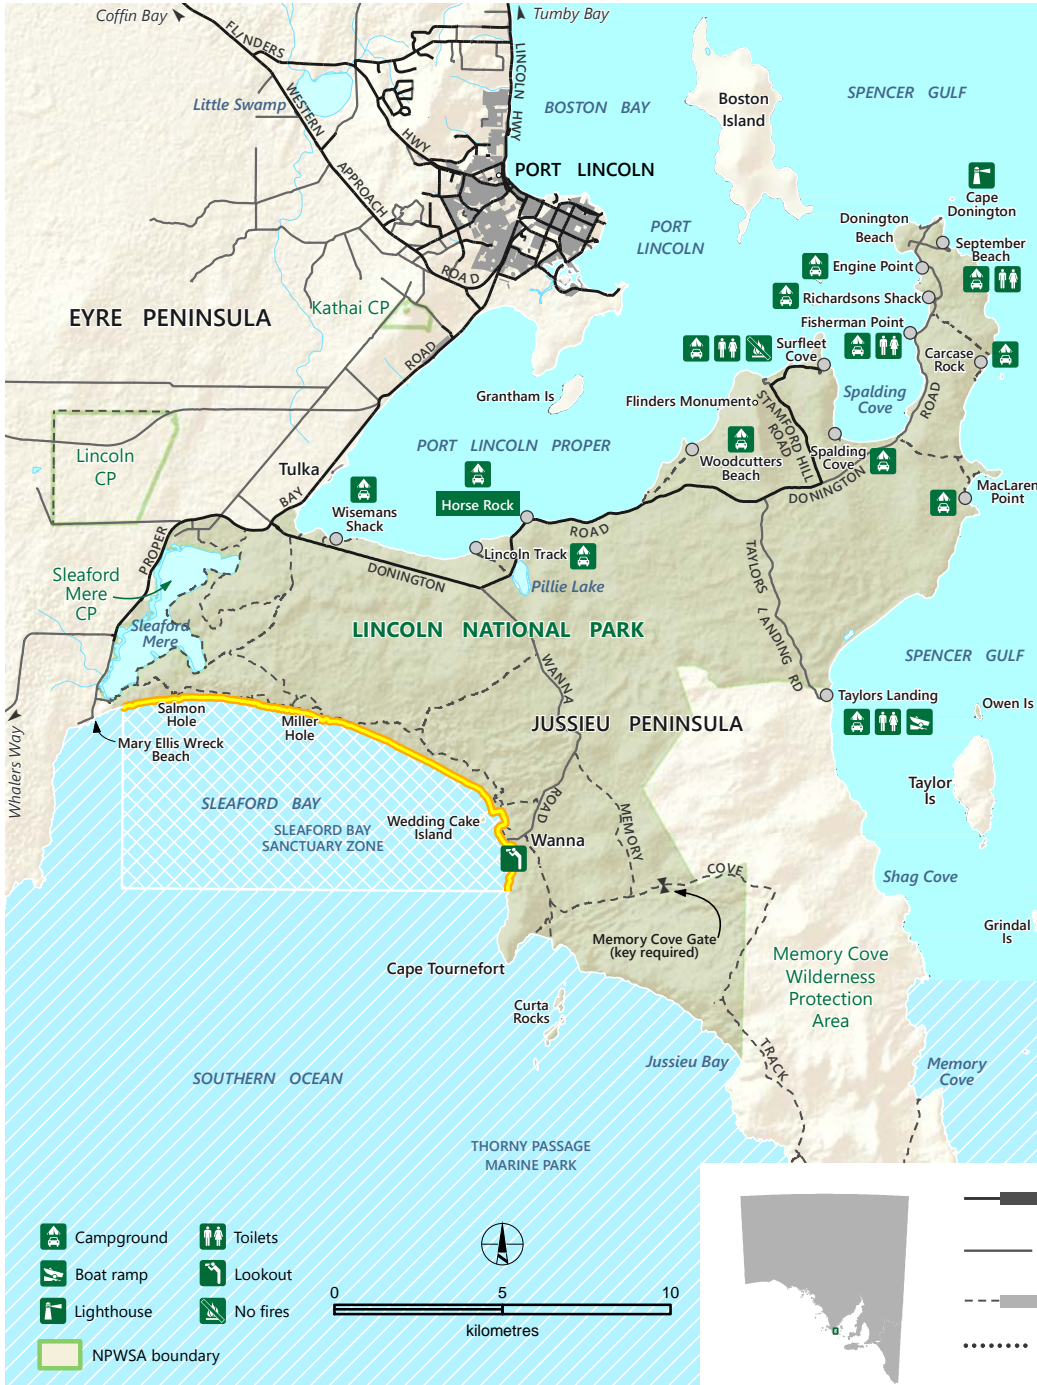 Coffin Bay
Tumby Bay
FLINDERS
HWY
LINCOLN HWY
Little Swamp
WESTERN
APPROACH
ROAD
BOSTON BAY
Boston
Island
SPENCER GULF
PORT LINCOLN
PORT
LINCOLN
Cape
Donington
Donington
Beach
September
Beach
Engine Point
Richardsons Shack
Fisherman Point
EYRE PENINSULA
Kathai CP
ROAD
Surfleet
Cove
Carcase
Rock
Grantham Is
Flinders Monument
Spalding
Cove
ROAD
STAMFORD HILL
ROAD
PORT LINCOLN PROPER
Lincoln
CP
Tulka
BAY
Woodcutters
Beach
Spalding
Cove
DONINGTON
MacLaren
Point
Wisemans
Shack
Horse Rock
ROAD
PROPER
Lincoln Track
DONINGTON
Pillie Lake
TAYLORS LANDING RD
Sleaford
Mere
CP
Sleaford
Mere
LINCOLN NATIONAL PARK
SPENCER GULF
WANNA
Taylors Landing
Owen Is
Salmon
Hole
Miller
Hole
JUSSIEU PENINSULA
Mary Ellis Wreck
Beach
Whalers Way
Taylor
Is
SLEAFORD BAY
SLEAFORD BAY
SANCTUARY ZONE
Wedding Cake
Island
ROAD
Wanna
MEMORY
COVE
Shag Cove
Grindal
Is
Memory Cove Gate
(key required)
Cape Tournefort
Memory Cove
Wilderness
Protection
Area
Curta
Rocks
TRACK
Jussieu Bay
Memory
Cove
SOUTHERN OCEAN
THORNY PASSAGE
MARINE PARK
Campground
Toilets
Boat ramp
Lookout
Lighthouse
No fires
NPWSA boundary
0 5 10
kilometres